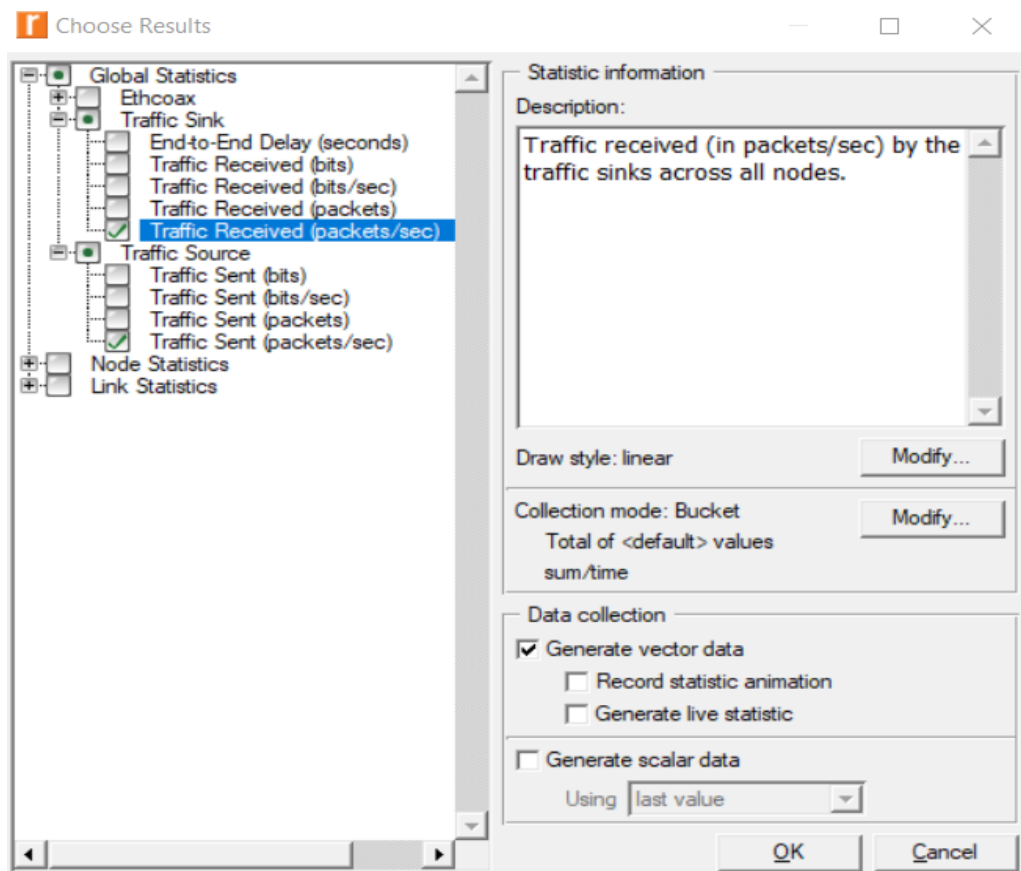 r Choose Results
Global Statistics
Ethcoax
Traffic Sink
End-to-End Delay (seconds)
Traffic Received (bits)
Traffic Received (bits/sec)
Traffic Received (packets)
Traffic Received (packets/sec)
Traffic Source
Traffic Sent (bits)
Traffic Sent (bits/sec)
Traffic Sent (packets)
Traffic Sent (packets/sec)
Node Statistics
Link Statistics
Statistic information
Description:
Traffic received (in packets/sec) by the
traffic sinks across all nodes.
Draw style: linear
Modify...
Collection mode: Bucket
Modify...
Total of <default> values
sum/time
Data collection
Generate vector data
Record statistic animation
Generate live statistic
Generate scalar data
Using last value
OK Cancel